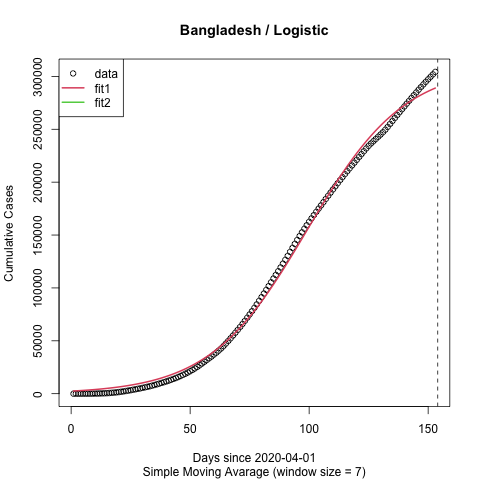 Bangladesh / Logistic
data
fit1
fit2
Cumulative Cases
0
50000
100000
150000
200000
250000
300000
0
50
100
150
Days since 2020-04-01
Simple Moving Avarage (window size = 7)